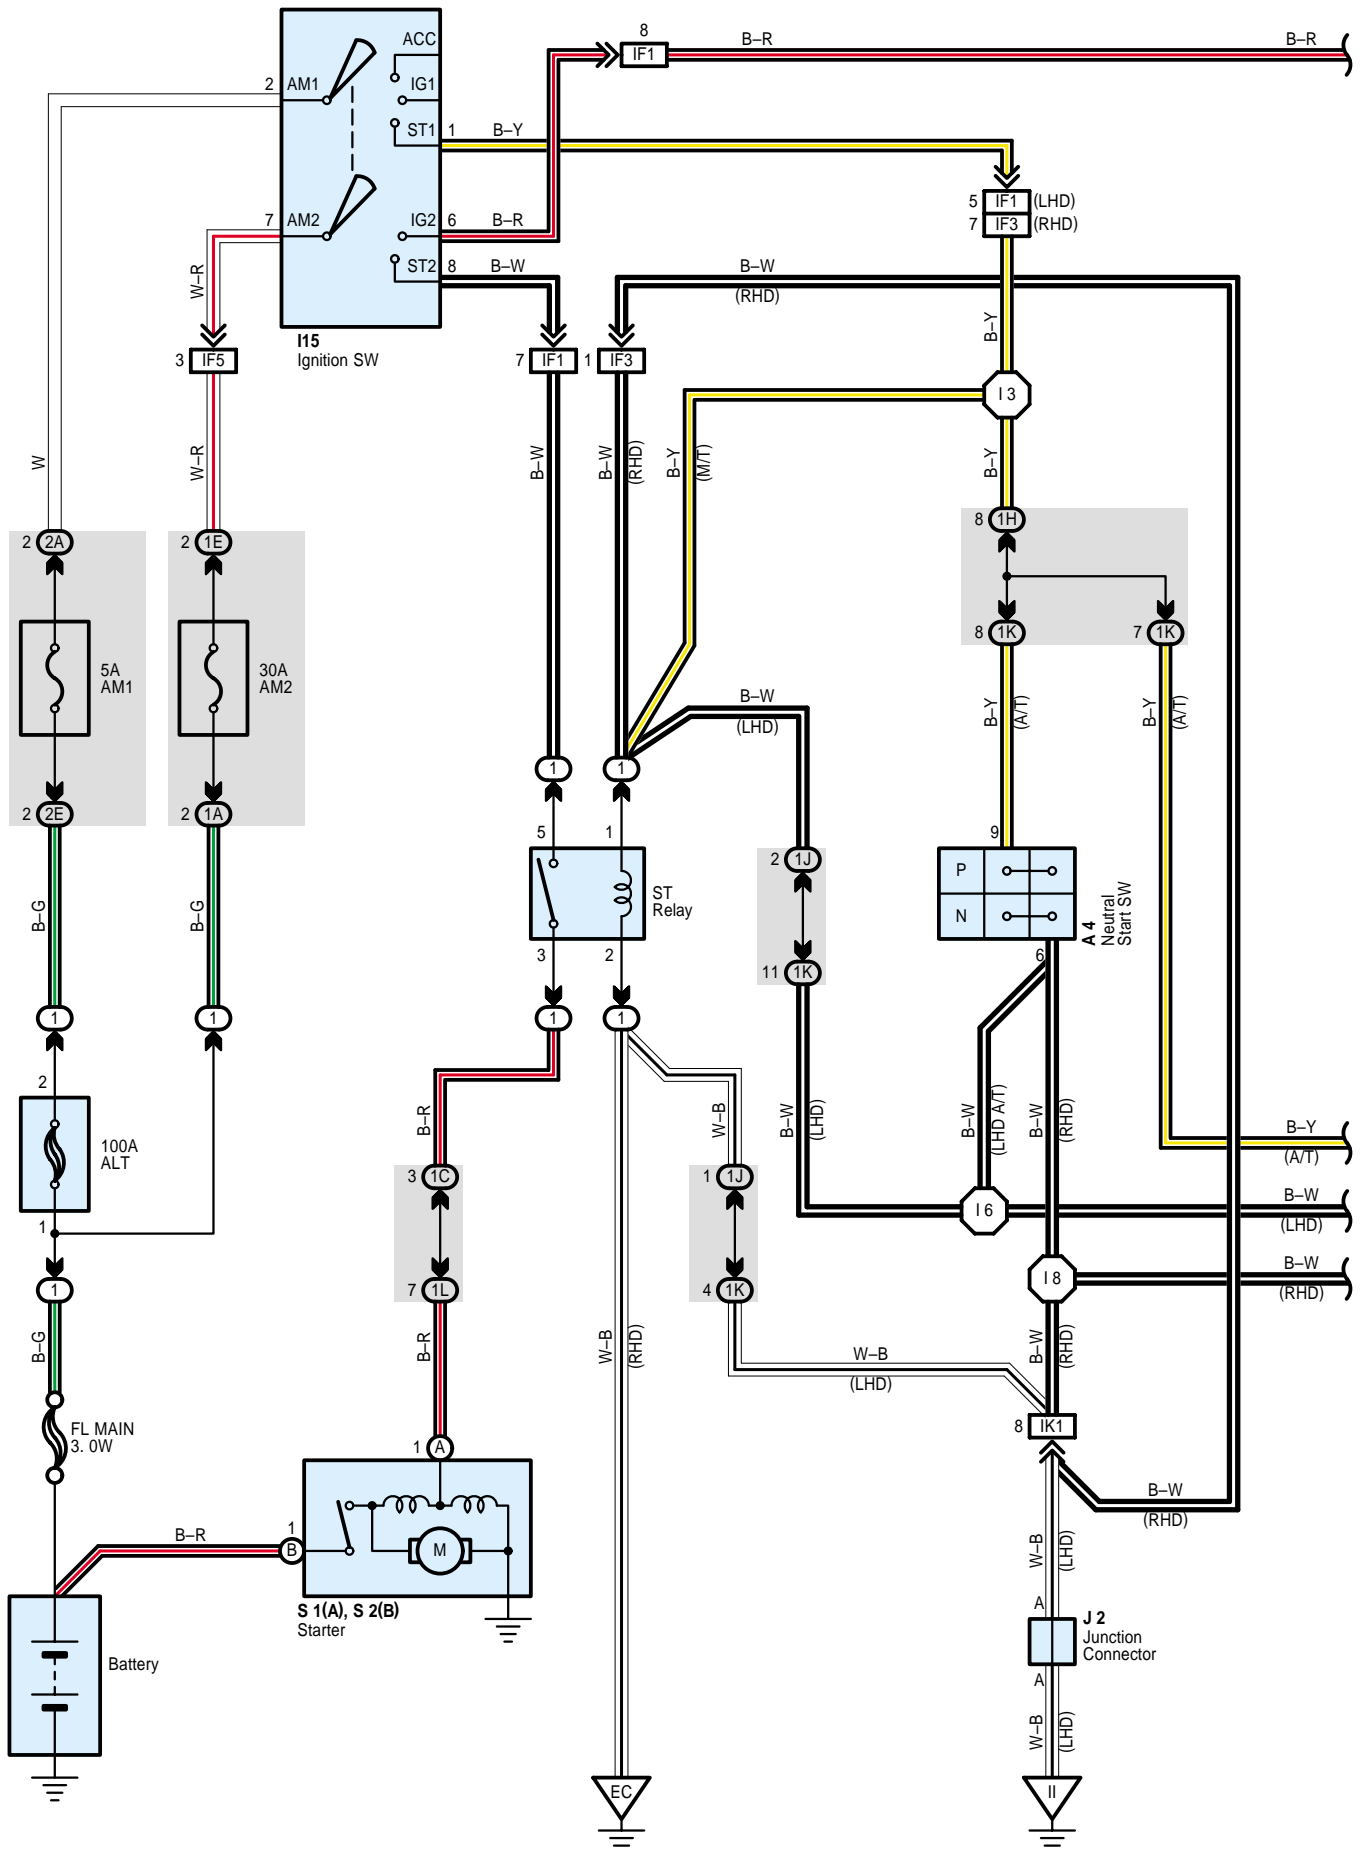 8
IF1
B–R
B–R
ACC
2
AM1
IG1
ST1
1
B–Y
5
IF1
(LHD)
7
IF3
(RHD)
7
AM2
IG2
6
B–R
ST2
8
B–W
B–W
(RHD)
W–R
B–Y
I15
Ignition SW
3
IF5
7
IF1
1
IF3
I 3
W
W–R
B–W
B–W
(RHD)
B–Y
(M/T)
B–Y
2
2A
2
1E
8
1H
8
1K
7
1K
5A
AM1
30A
AM2
B–W
(LHD)
B–Y
(A/T)
B–Y
(A/T)
1
1
2
2E
2
1A
5
1
9
2
1J
P
N
ST
Relay
A 4
Neutral
Start SW
B–G
B–G
3
2
6
11
1K
1
1
1
1
2
100A
ALT
B–R
W–B
B–W
(LHD)
B–W
(LHD A/T)
B–W
(RHD)
B–Y
(A/T)
3
1C
1
1J
B–W
(LHD)
I 6
1
1
B–W
(RHD)
I 8
7
1L
4
1K
B–G
B–R
W–B
(RHD)
W–B
(LHD)
B–W
(RHD)
FL MAIN
3. 0W
1
A
8
IK1
B–W
(RHD)
1
B
B–R
M
W–B
(LHD)
S 1(A), S 2(B)
Starter
A
J 2
Junction
Connector
Battery
A
W–B
(LHD)
EC
II